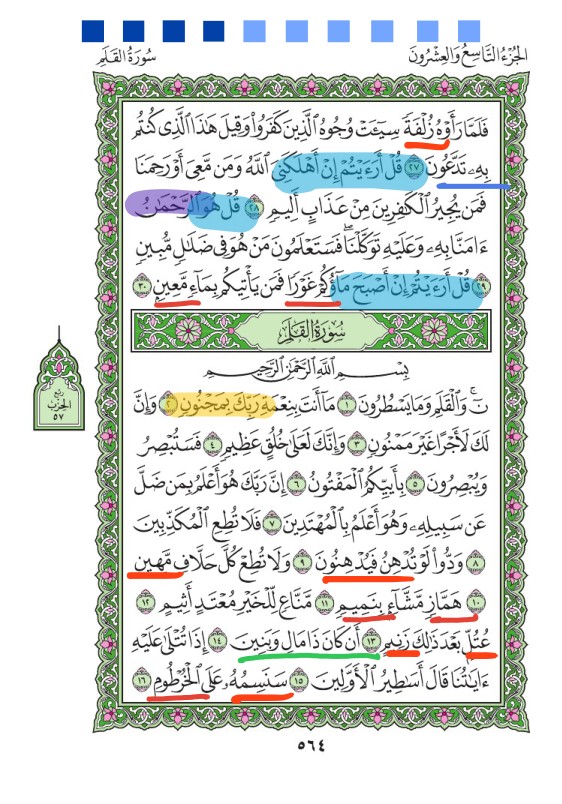 الجُزْءُ التَّاسِعُ وَالعِشْرُونَ سُورَةُ القَلَمِ
فَلَمَّا رَأَوْهُ زُلْفَةً سِيٓـَٔتْ وُجُوهُ الَّذِينَ كَفَرُوا۟ وَقِيلَ هَٰذَا الَّذِى كُنتُم
بِهِۦ تَدَّعُونَ ٢٧ قُلْ أَرَءَيْتُمْ إِنْ أَهْلَكَنِىَ اللَّهُ وَمَن مَّعِىَ أَوْ رَحِمَنَا
فَمَن يُجِيرُ الْكَٰفِرِينَ مِنْ عَذَابٍ أَلِيمٍ ٢٨ قُلْ هُوَ الرَّحْمَٰنُ
ءَامَنَّا بِهِۦ وَعَلَيْهِ تَوَكَّلْنَا ۖ فَسَتَعْلَمُونَ مَنْ هُوَ فِى ضَلَٰلٍ مُّبِينٍ
٢٩ قُلْ أَرَءَيْتُمْ إِنْ أَصْبَحَ مَآؤُكُمْ غَوْرًا فَمَن يَأْتِيكُم بِمَآءٍ مَّعِينٍۭ ٣٠
سُورَةُ القَلَمِ
بِسْمِ اللَّهِ الرَّحْمَٰنِ الرَّحِيمِ
نٓ ۚ وَالْقَلَمِ وَمَا يَسْطُرُونَ ١ مَآ أَنتَ بِنِعْمَةِ رَبِّكَ بِمَجْنُونٍ ٢ وَإِنَّ
لَكَ لَأَجْرًا غَيْرَ مَمْنُونٍ ٣ وَإِنَّكَ لَعَلَىٰ خُلُقٍ عَظِيمٍ ٤ فَسَتُبْصِرُ
وَيُبْصِرُونَ ٥ بِأَييِّكُمُ الْمَفْتُونُ ٦ إِنَّ رَبَّكَ هُوَ أَعْلَمُ بِمَن ضَلَّ
عَن سَبِيلِهِۦ وَهُوَ أَعْلَمُ بِالْمُهْتَدِينَ ٧ فَلَا تُطِعِ الْمُكَذِّبِينَ
٨ وَدُّوا۟ لَوْ تُدْهِنُ فَيُدْهِنُونَ ٩ وَلَا تُطِعْ كُلَّ حَلَّافٍ مَّهِينٍ
١٠ هَمَّازٍ مَّشَّآءٍۭ بِنَمِيمٍ ١١ مَّنَّاعٍ لِّلْخَيْرِ مُعْتَدٍ أَثِيمٍ ١٢
عُتُلٍّۭ بَعْدَ ذَٰلِكَ زَنِيمٍ ١٣ أَن كَانَ ذَا مَالٍ وَبَنِينَ ١٤ إِذَا تُتْلَىٰ عَلَيْهِ
ءَايَٰتُنَا قَالَ أَسَٰطِيرُ الْأَوَّلِينَ ١٥ سَنَسِمُهُۥ عَلَى الْخُرْطُومِ ١٦
رُبْع
الحِزْب
٥٧
٥٦٤